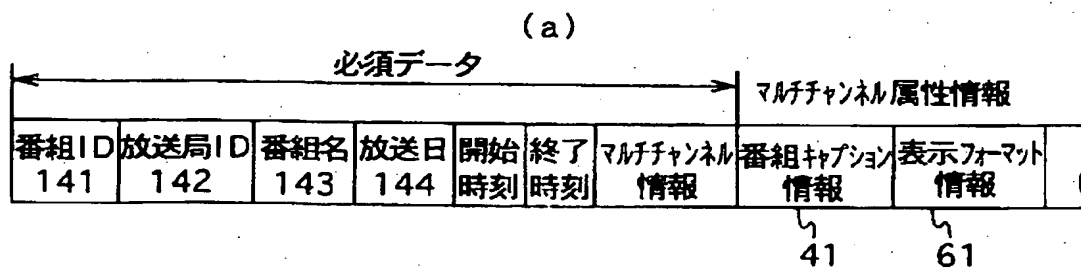 (a)
必須データ
マルチチャンネル属性情報
番組ID 放送局ID 番組名 放送日 開始 終了 マルチチャンネル 番組キャプション 表示フォーマット
141 142 143 144 時刻 時刻 情報 情報 情報
41 61